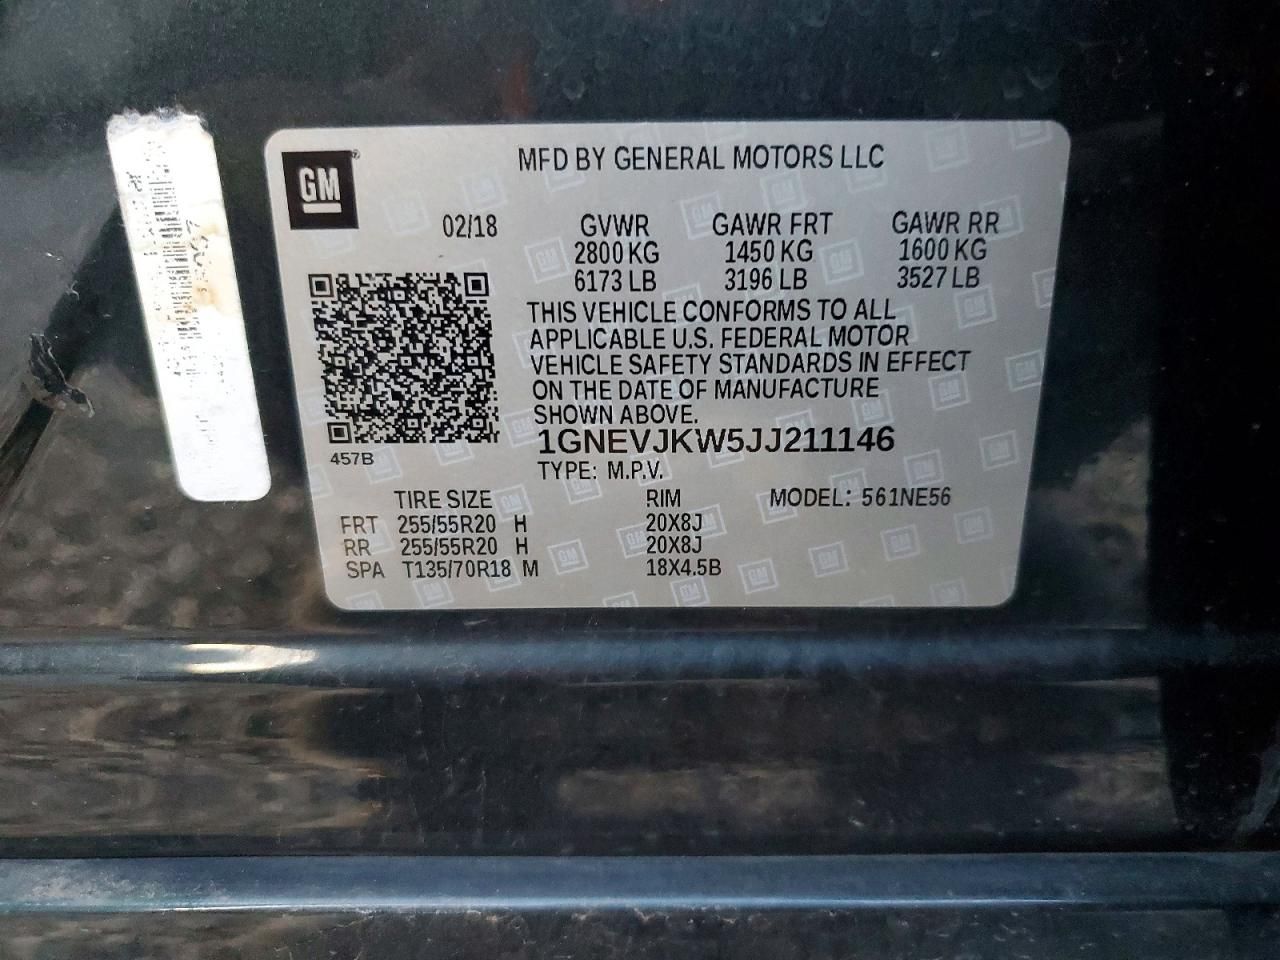 GM
MFD BY GENERAL MOTORS LLC
02/18 GVWR GAWR FRT GAWR RR
2800 KG 1450 KG 1600 KG
6173 LB 3196 LB 3527 LB
THIS VEHICLE CONFORMS TO ALL
APPLICABLE U.S. FEDERAL MOTOR
VEHICLE SAFETY STANDARDS IN EFFECT
ON THE DATE OF MANUFACTURE
SHOWN ABOVE.
1GNEVJKW5JJ211146
457B
TYPE: M.P.V.
TIRE SIZE RIM MODEL: 561NE56
FRT 255/55R20 H 20X8J
RR 255/55R20 H 20X8J
SPA T135/70R18 M 18X4.5B